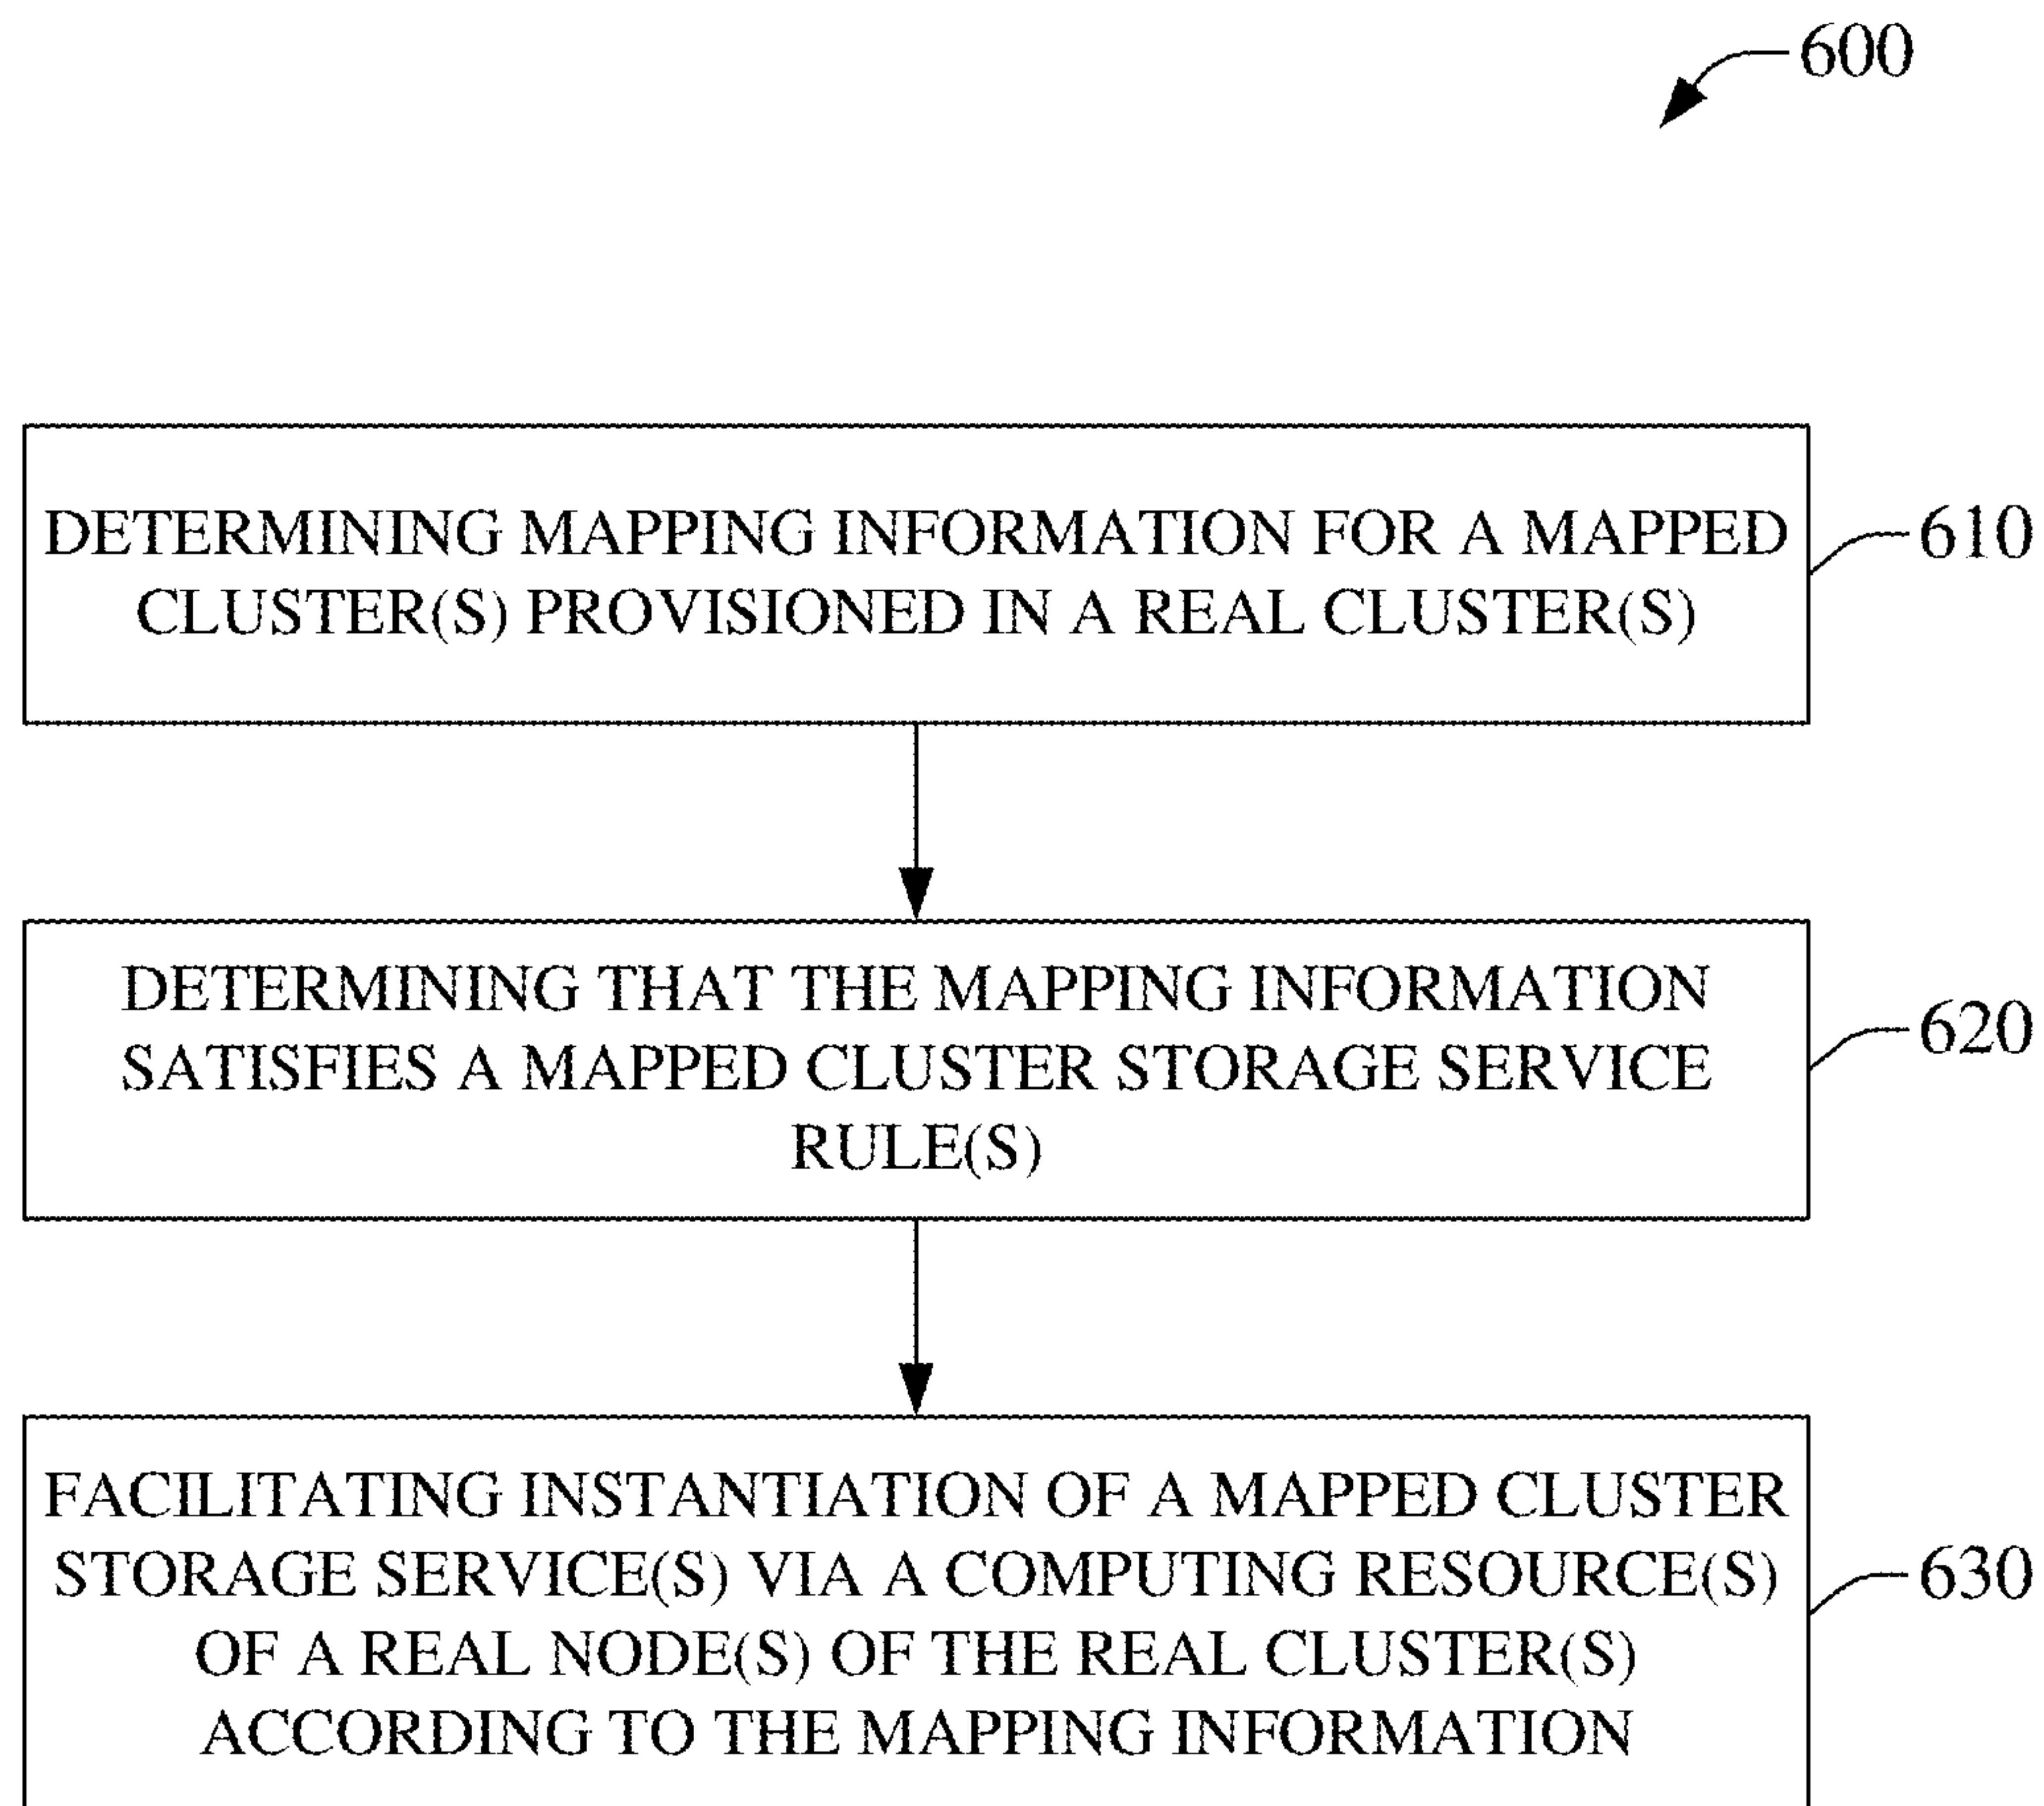 600
DETERMINING MAPPING INFORMATION FOR A MAPPED
CLUSTER(S) PROVISIONED IN A REAL CLUSTER(S)
610
DETERMINING THAT THE MAPPING INFORMATION
SATISFIES A MAPPED CLUSTER STORAGE SERVICE
RULE(S)
620
FACILITATING INSTANTIATION OF A MAPPED CLUSTER
STORAGE SERVICE(S) VIA A COMPUTING RESOURCE(S)
OF A REAL NODE(S) OF THE REAL CLUSTER(S)
ACCORDING TO THE MAPPING INFORMATION
630